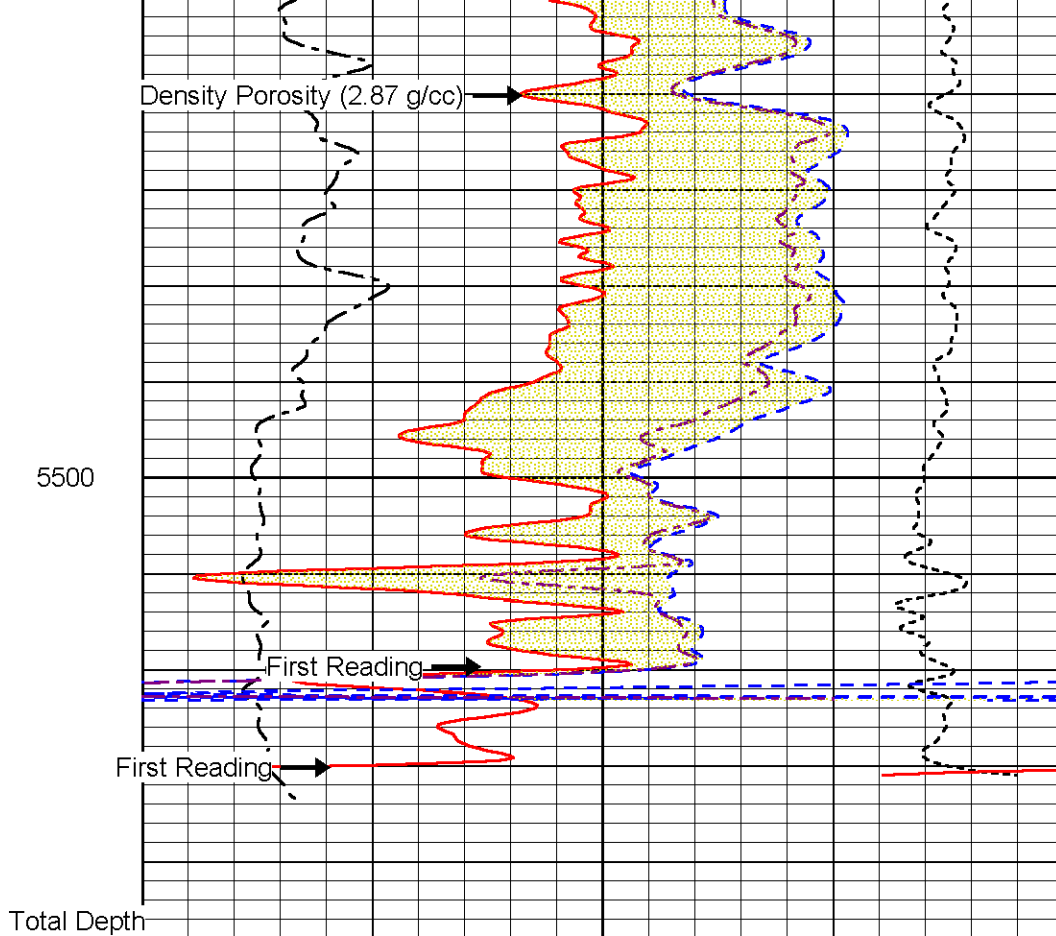 Density Porosity (2.87 g/cc)
5500
First Reading
First Reading
Total Depth